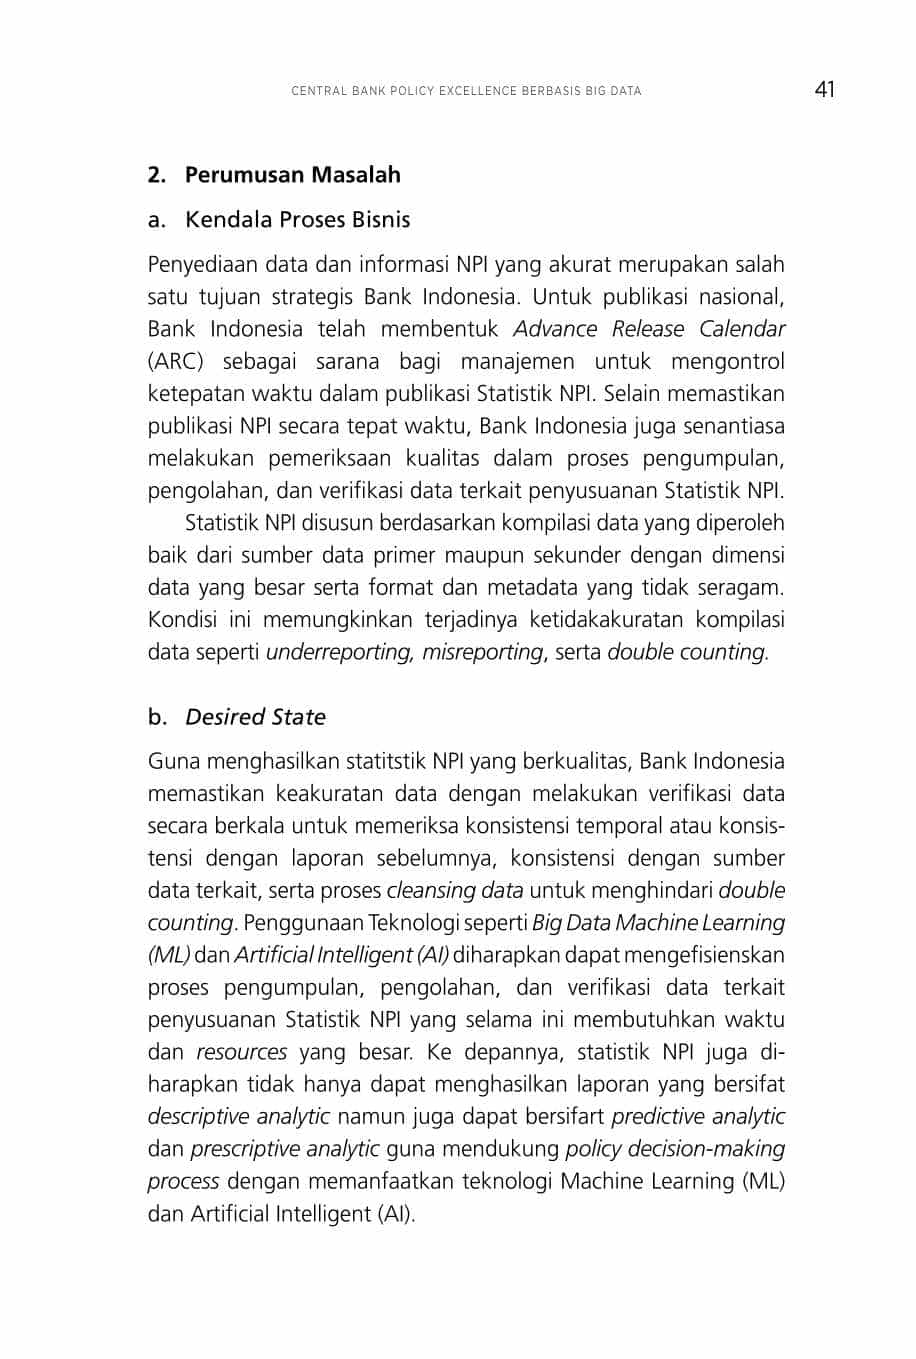 CENTRAL BANK POLICY EXCELLENCE BERBASIS BIG DATA 41
2. Perumusan Masalah
a. Kendala Proses Bisnis
Penyediaan data dan informasi NPI yang akurat merupakan salah
satu tujuan strategis Bank Indonesia. Untuk publikasi nasional,
Bank Indonesia telah membentuk Advance Release Calendar
(ARC) sebagai sarana bagi manajemen untuk mengontrol
ketepatan waktu dalam publikasi Statistik NPI. Selain memastikan
publikasi NPI secara tepat waktu, Bank Indonesia juga senantiasa
melakukan pemeriksaan kualitas dalam proses pengumpulan,
pengolahan, dan verifikasi data terkait penyusuanan Statistik NPI.
Statistik NPI disusun berdasarkan kompilasi data yang diperoleh
baik dari sumber data primer maupun sekunder dengan dimensi
data yang besar serta format dan metadata yang tidak seragam.
Kondisi ini memungkinkan terjadinya ketidakakuratan kompilasi
data seperti underreporting, misreporting, serta double counting.
b. Desired State
Guna menghasilkan statitstik NPI yang berkualitas, Bank Indonesia
memastikan keakuratan data dengan melakukan verifikasi data
secara berkala untuk memeriksa konsistensi temporal atau konsis-
tensi dengan laporan sebelumnya, konsistensi dengan sumber
data terkait, serta proses cleansing data untuk menghindari double
counting. Penggunaan Teknologi seperti Big Data Machine Learning
(ML) dan Artificial Intelligent (AI) diharapkan dapat mengefisienskan
proses pengumpulan, pengolahan, dan verifikasi data terkait
penyusuanan Statistik NPI yang selama ini membutuhkan waktu
dan resources yang besar. Ke depannya, statistik NPI juga di-
harapkan tidak hanya dapat menghasilkan laporan yang bersifat
descriptive analytic namun juga dapat bersifart predictive analytic
dan prescriptive analytic guna mendukung policy decision-making
process dengan memanfaatkan teknologi Machine Learning (ML)
dan Artificial Intelligent (AI).